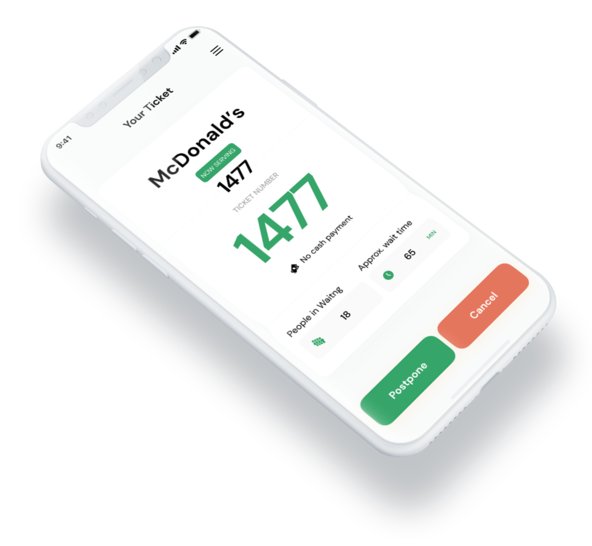 9:41
Your Ticket
McDonald's
NOW SERVING
1477
TICKET NUMBER
1477
No cash payment
People in Waitng
18
Approx. wait time
65
MIN
Postpone
Cancel